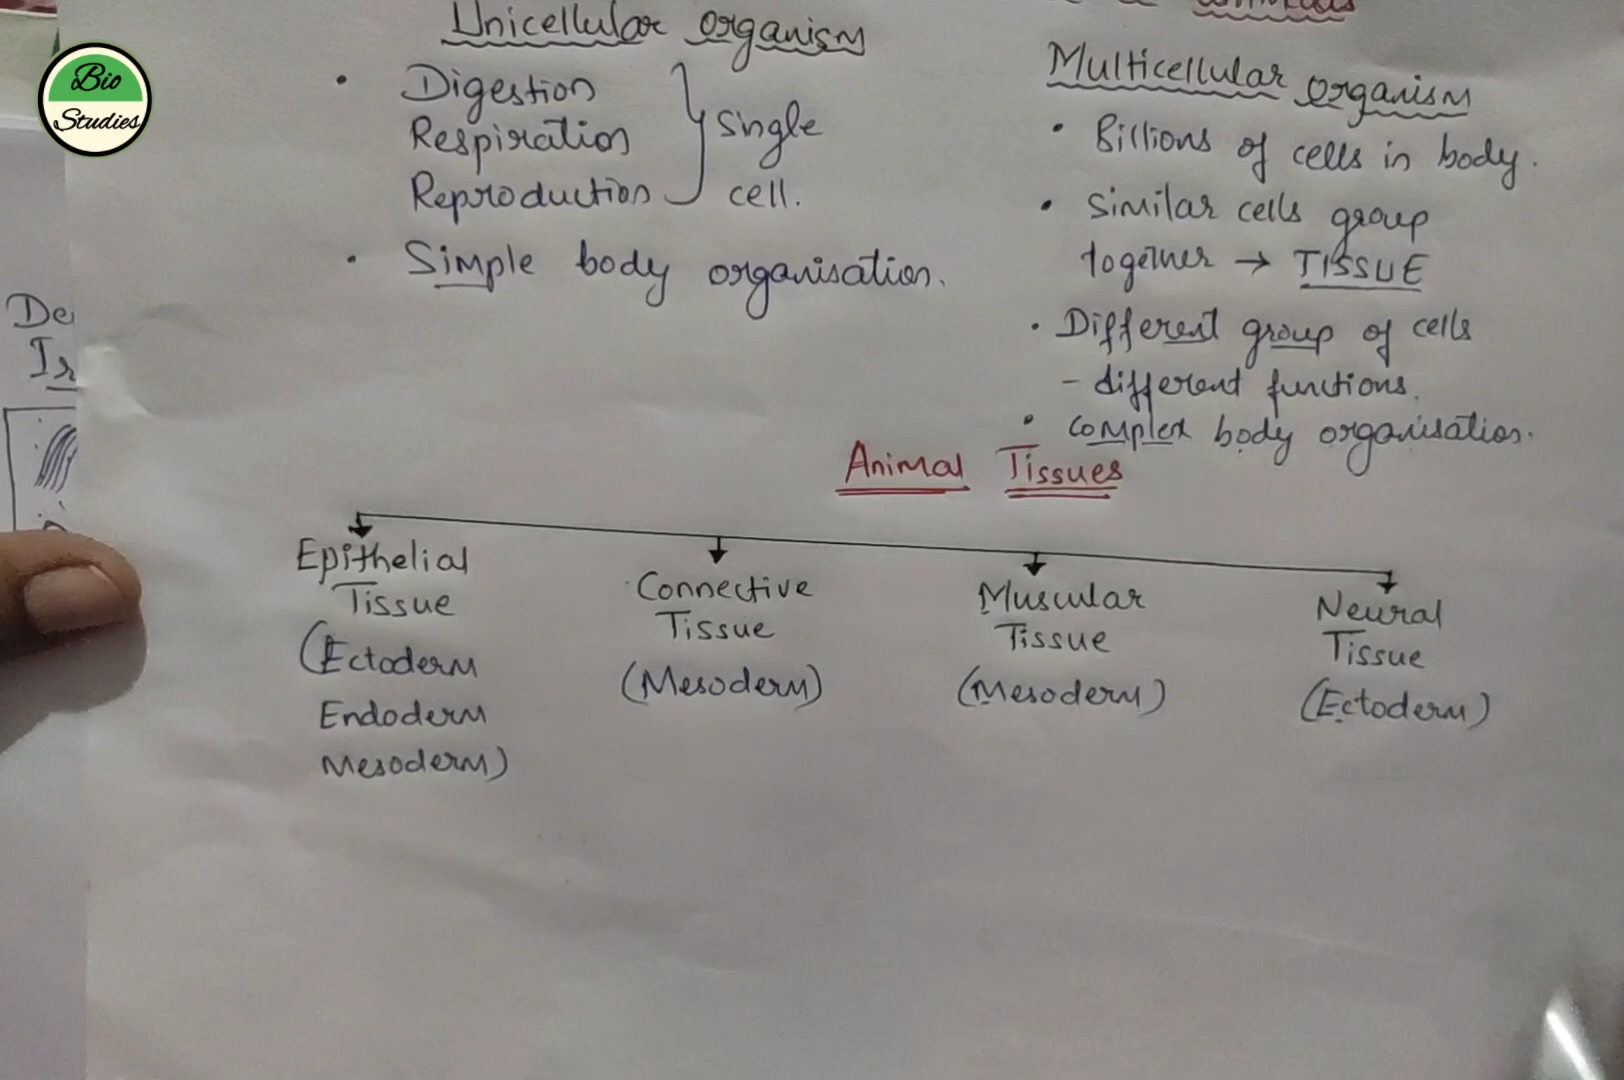 Bio
Studies
Unicellular organism
• Digestion
Respiration
Reproduction
single
cell.
• Simple body organisation.
Multicellular organism
• Billions of cells in body.
• Similar cells group
together → TISSUE
• Different group of cells
- different functions.
• complex body organisation.
Animal Tissues
Epithelial
Tissue
(Ectoderm
Endoderm
Mesoderm)
Connective
Tissue
(Mesoderm)
Muscular
Tissue
(Mesoderm)
Neural
Tissue
(Ectoderm)